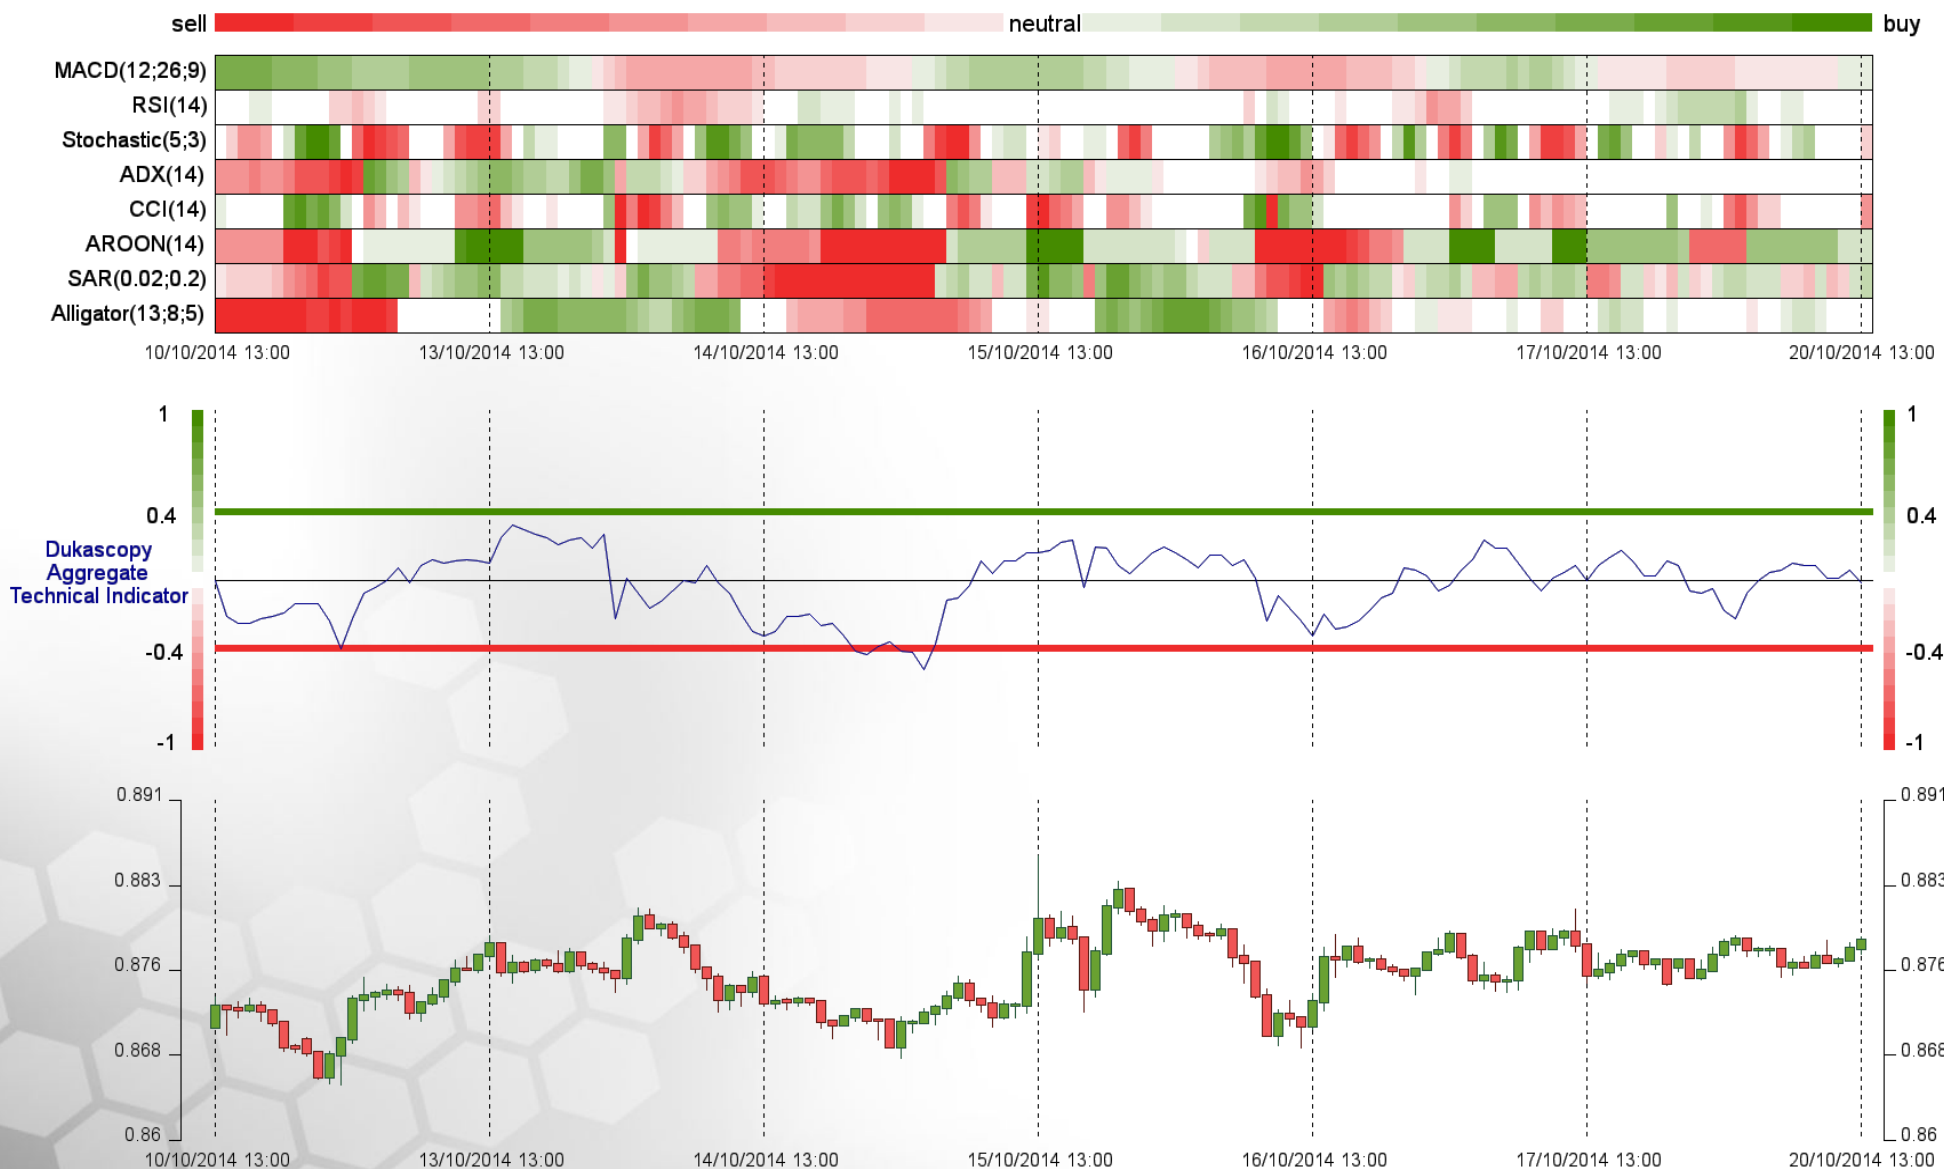 sell neutral buy
MACD(12;26;9)
RSI(14)
Stochastic(5;3)
ADX(14)
CCI(14)
AROON(14)
SAR(0.02;0.2)
Alligator(13;8;5)
10/10/2014 13:00 13/10/2014 13:00 14/10/2014 13:00 15/10/2014 13:00 16/10/2014 13:00 17/10/2014 13:00 20/10/2014 13:00
1 1
0.4 0.4
Dukascopy
Aggregate
Technical Indicator
-0.4 -0.4
-1 -1
0.891 0.891
0.883 0.883
0.876 0.876
0.868 0.868
0.86 0.86
10/10/2014 13:00 13/10/2014 13:00 14/10/2014 13:00 15/10/2014 13:00 16/10/2014 13:00 17/10/2014 13:00 20/10/2014 13:00